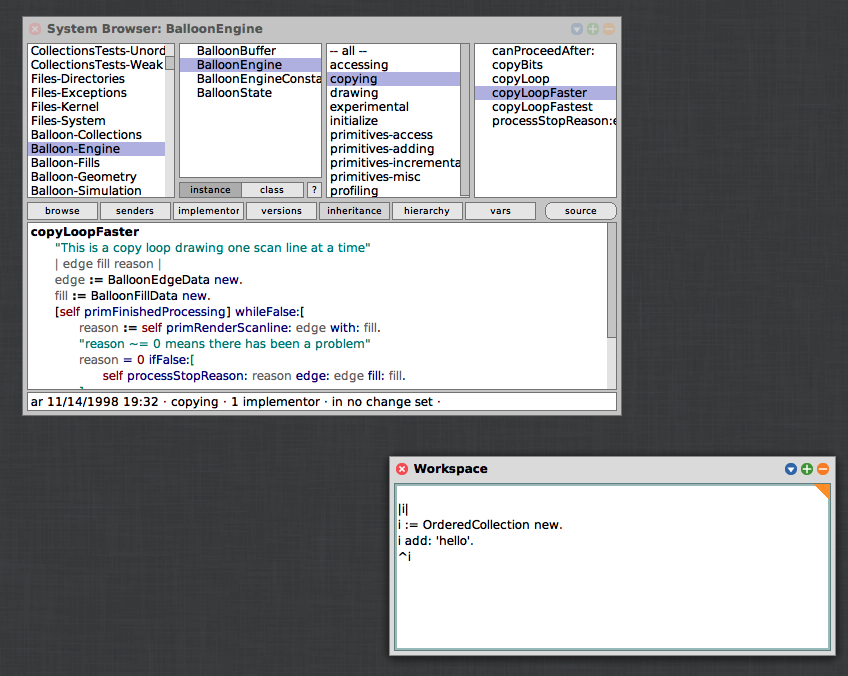 System Browser: BalloonEngine
CollectionsTests-Unord
CollectionsTests-Weak
Files-Directories
Files-Exceptions
Files-Kernel
Files-System
Balloon-Collections
Balloon-Engine
Balloon-Fills
Balloon-Geometry
Balloon-Simulation
BalloonBuffer
BalloonEngine
BalloonEngineConsta
BalloonState
instance class ?
-- all --
accessing
copying
drawing
experimental
initialize
primitives-access
primitives-adding
primitives-incrementa
primitives-misc
profiling
canProceedAfter:
copyBits
copyLoop
copyLoopFaster
copyLoopFastest
processStopReason:e
browse senders implementor versions inheritance hierarchy vars source
copyLoopFaster
"This is a copy loop drawing one scan line at a time"
| edge fill reason |
edge := BalloonEdgeData new.
fill := BalloonFillData new.
[self primFinishedProcessing] whileFalse:[
reason := self primRenderScanline: edge with: fill.
"reason ~= 0 means there has been a problem"
reason = 0 ifFalse:[
self processStopReason: reason edge: edge fill: fill.
ar 11/14/1998 19:32 · copying · 1 implementor · in no change set ·
Workspace
|i|
i := OrderedCollection new.
i add: 'hello'.
^i